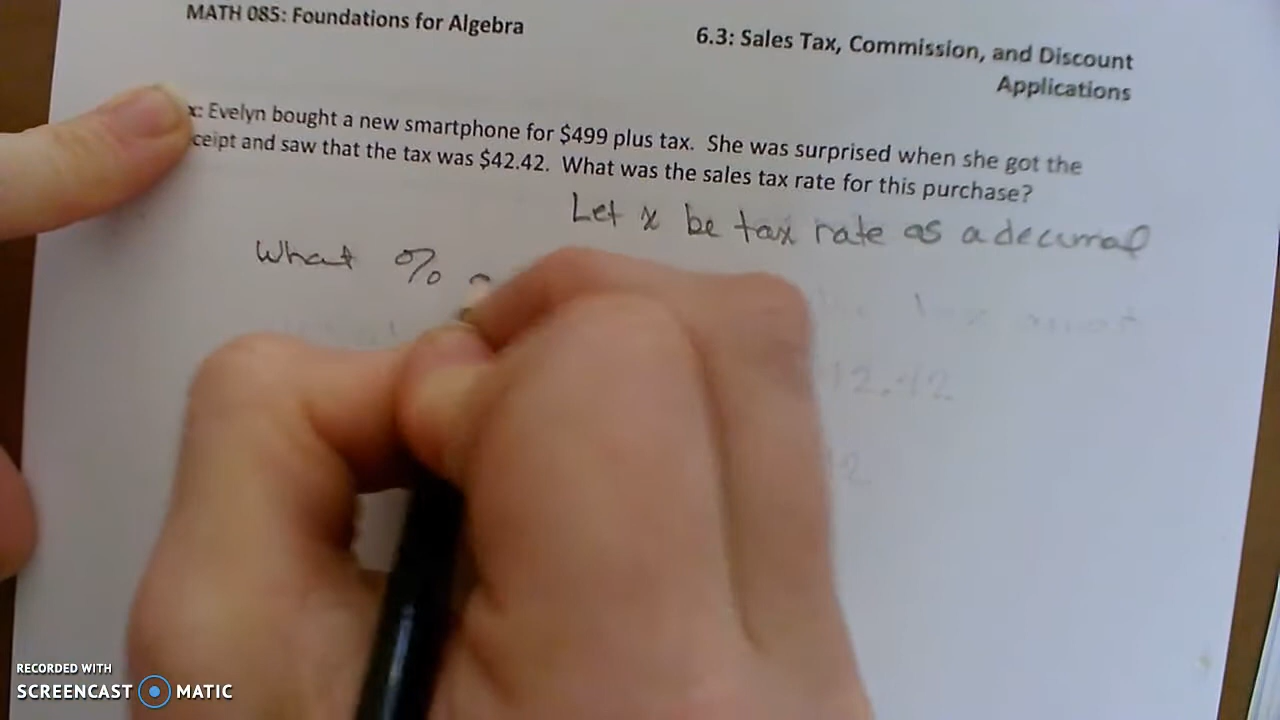 MATH 085: Foundations for Algebra
6.3: Sales Tax, Commission, and Discount
Applications
x: Evelyn bought a new smartphone for $499 plus tax. She was surprised when she got the
ceipt and saw that the tax was $42.42. What was the sales tax rate for this purchase?
Let x be tax rate as a decimal
What %
RECORDED WITH
SCREENCAST MATIC